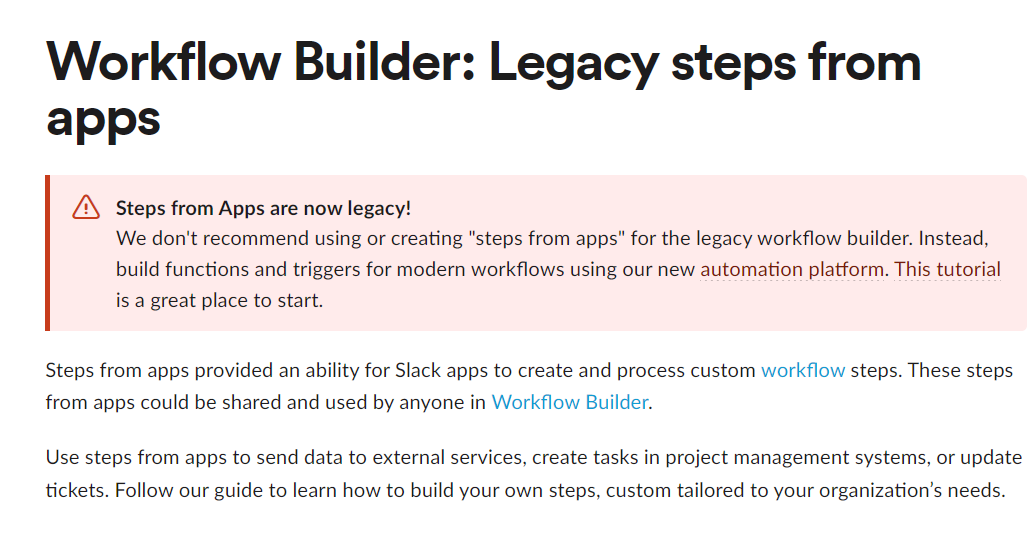 Workflow Builder: Legacy steps from
apps
Steps from Apps are now legacy!
We don't recommend using or creating "steps from apps" for the legacy workflow builder. Instead,
build functions and triggers for modern workflows using our new automation platform. This tutorial
is a great place to start.
Steps from apps provided an ability for Slack apps to create and process custom workflow steps. These steps
from apps could be shared and used by anyone in Workflow Builder.
Use steps from apps to send data to external services, create tasks in project management systems, or update
tickets. Follow our guide to learn how to build your own steps, custom tailored to your organization’s needs.